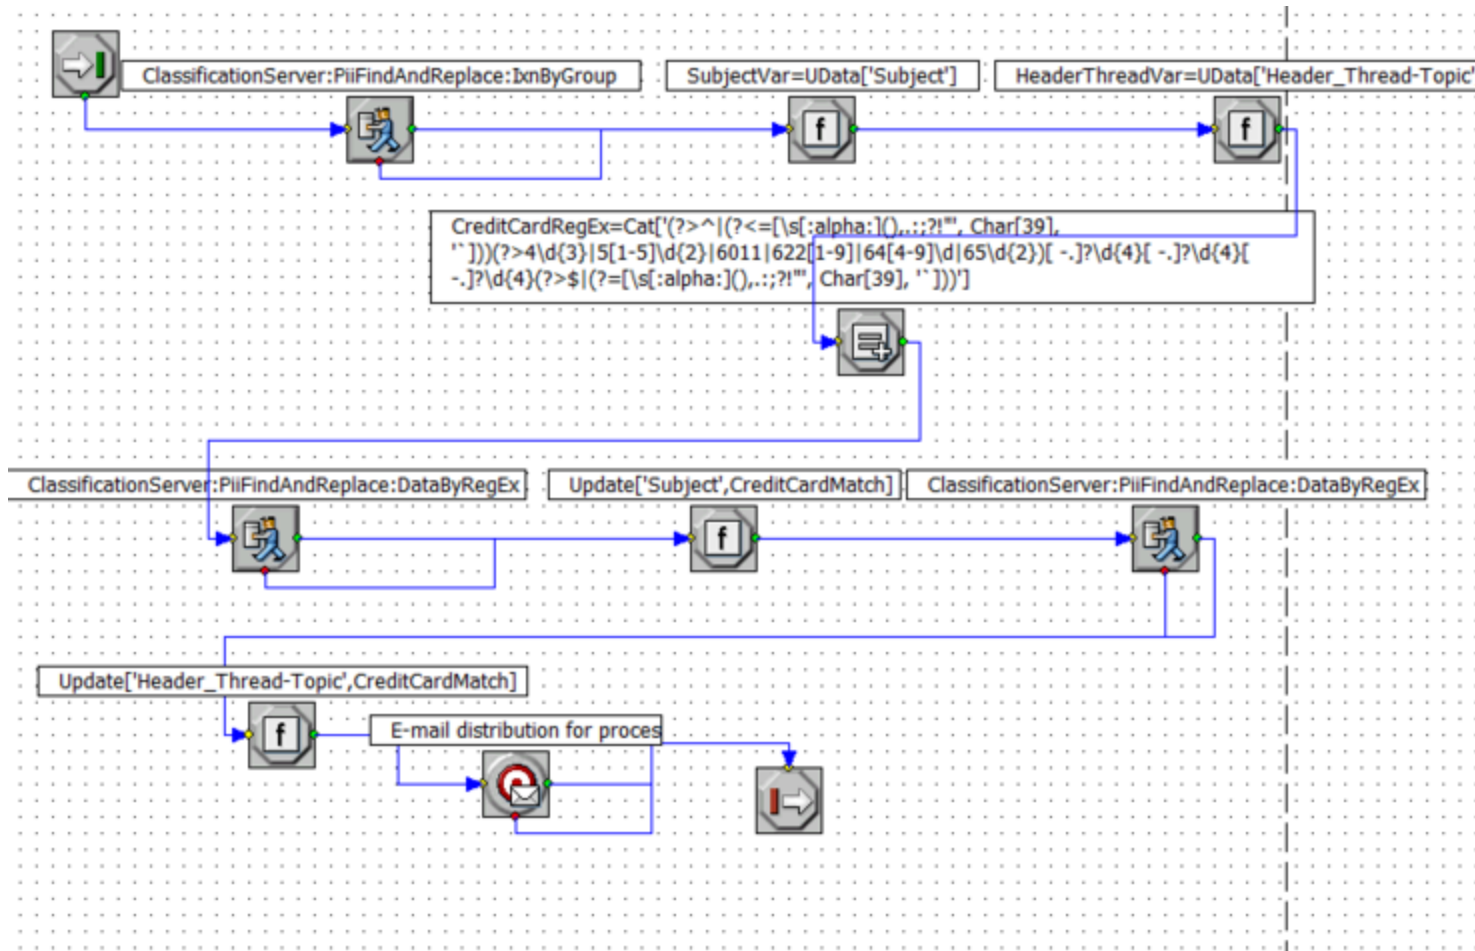 ClassificationServer:PiiFindAndReplace:IxnByGroup
SubjectVar=UData['Subject']
HeaderThreadVar=UData['Header_Thread-Topic'
f
f
CreditCardRegEx=Cat['(?>^|(?<=[\s[:alpha:](),.:;?!"', Char[39],
'`]))(?>4\d{3}|5[1-5]\d{2}|6011|622[1-9]|64[4-9]\d|65\d{2})[ -.]?\d{4}[ -.]?\d{4}[
-.]?\d{4}(?>$|(?=[\s[:alpha:](),.:;?!"', Char[39], '`]))']
ClassificationServer:PiiFindAndReplace:DataByRegEx
Update['Subject',CreditCardMatch]
ClassificationServer:PiiFindAndReplace:DataByRegEx
f
Update['Header_Thread-Topic',CreditCardMatch]
f
E-mail distribution for proces